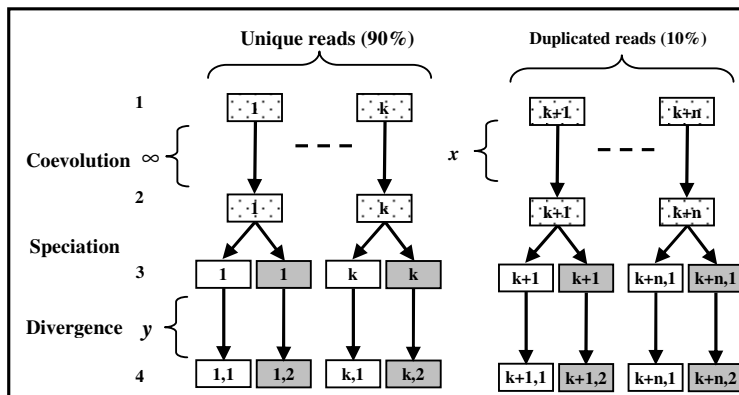 Unique reads (90%)
Duplicated reads (10%)
1
1
k
k+1
k+n
Coevolution ∞
x
2
1
k
k+1
k+n
Speciation
3
1
1
k
k
k+1
k+1
k+n,1
k+n,1
Divergence y
4
1,1
1,2
k,1
k,2
k+1,1
k+1,2
k+n,1
k+n,2